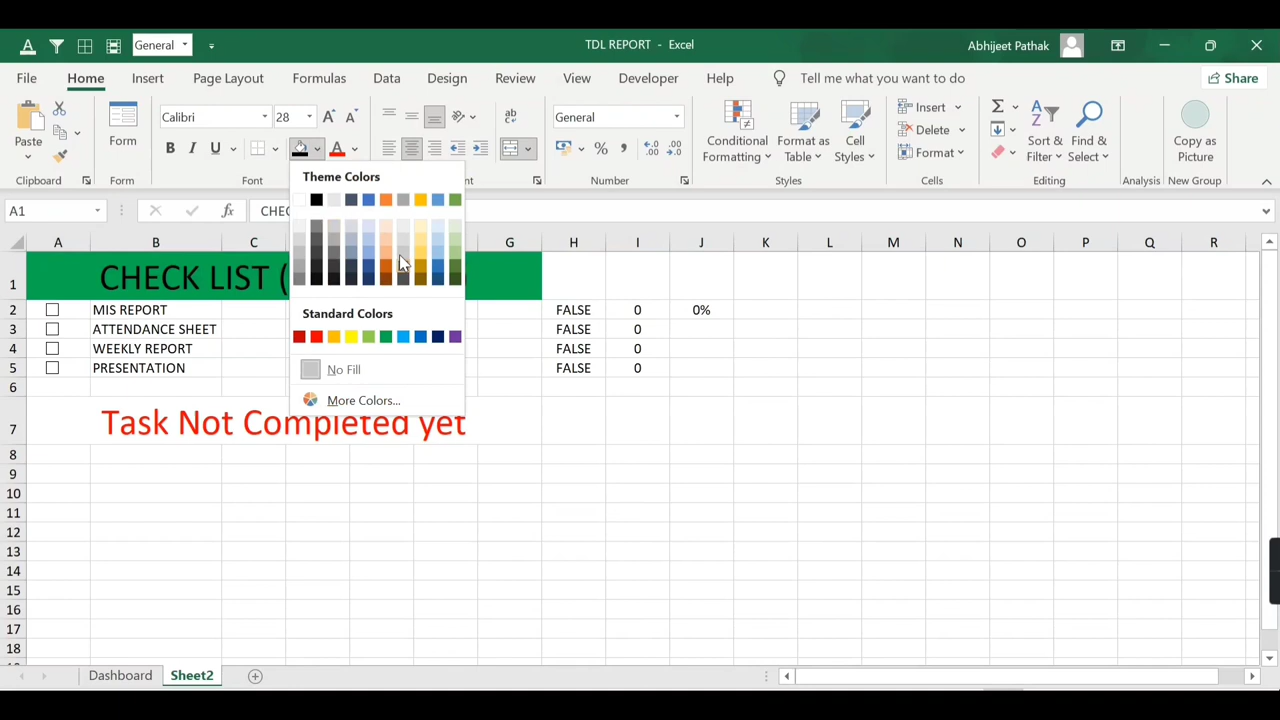 General
TDL REPORT - Excel
Abhijeet Pathak
File Home Insert Page Layout Formulas Data Design Review View Developer Help Tell me what you want to do Share
Paste
Form
Calibri 28
B I U
General
Conditional Formatting
Format as Table
Cell Styles
Insert
Delete
Format
Sort & Filter
Find & Select
Copy as Picture
Clipboard Form Font Number Styles Cells Editing Analysis New Group
Theme Colors
Standard Colors
No Fill
More Colors...
A1 fx CHEC
A B C G H I J K L M N O P Q R
1 CHECK LIST (
2 MIS REPORT FALSE 0 0%
3 ATTENDANCE SHEET FALSE 0
4 WEEKLY REPORT FALSE 0
5 PRESENTATION FALSE 0
6
7 Task Not Completed yet
8
9
10
11
12
13
14
15
16
17
18
Dashboard Sheet2